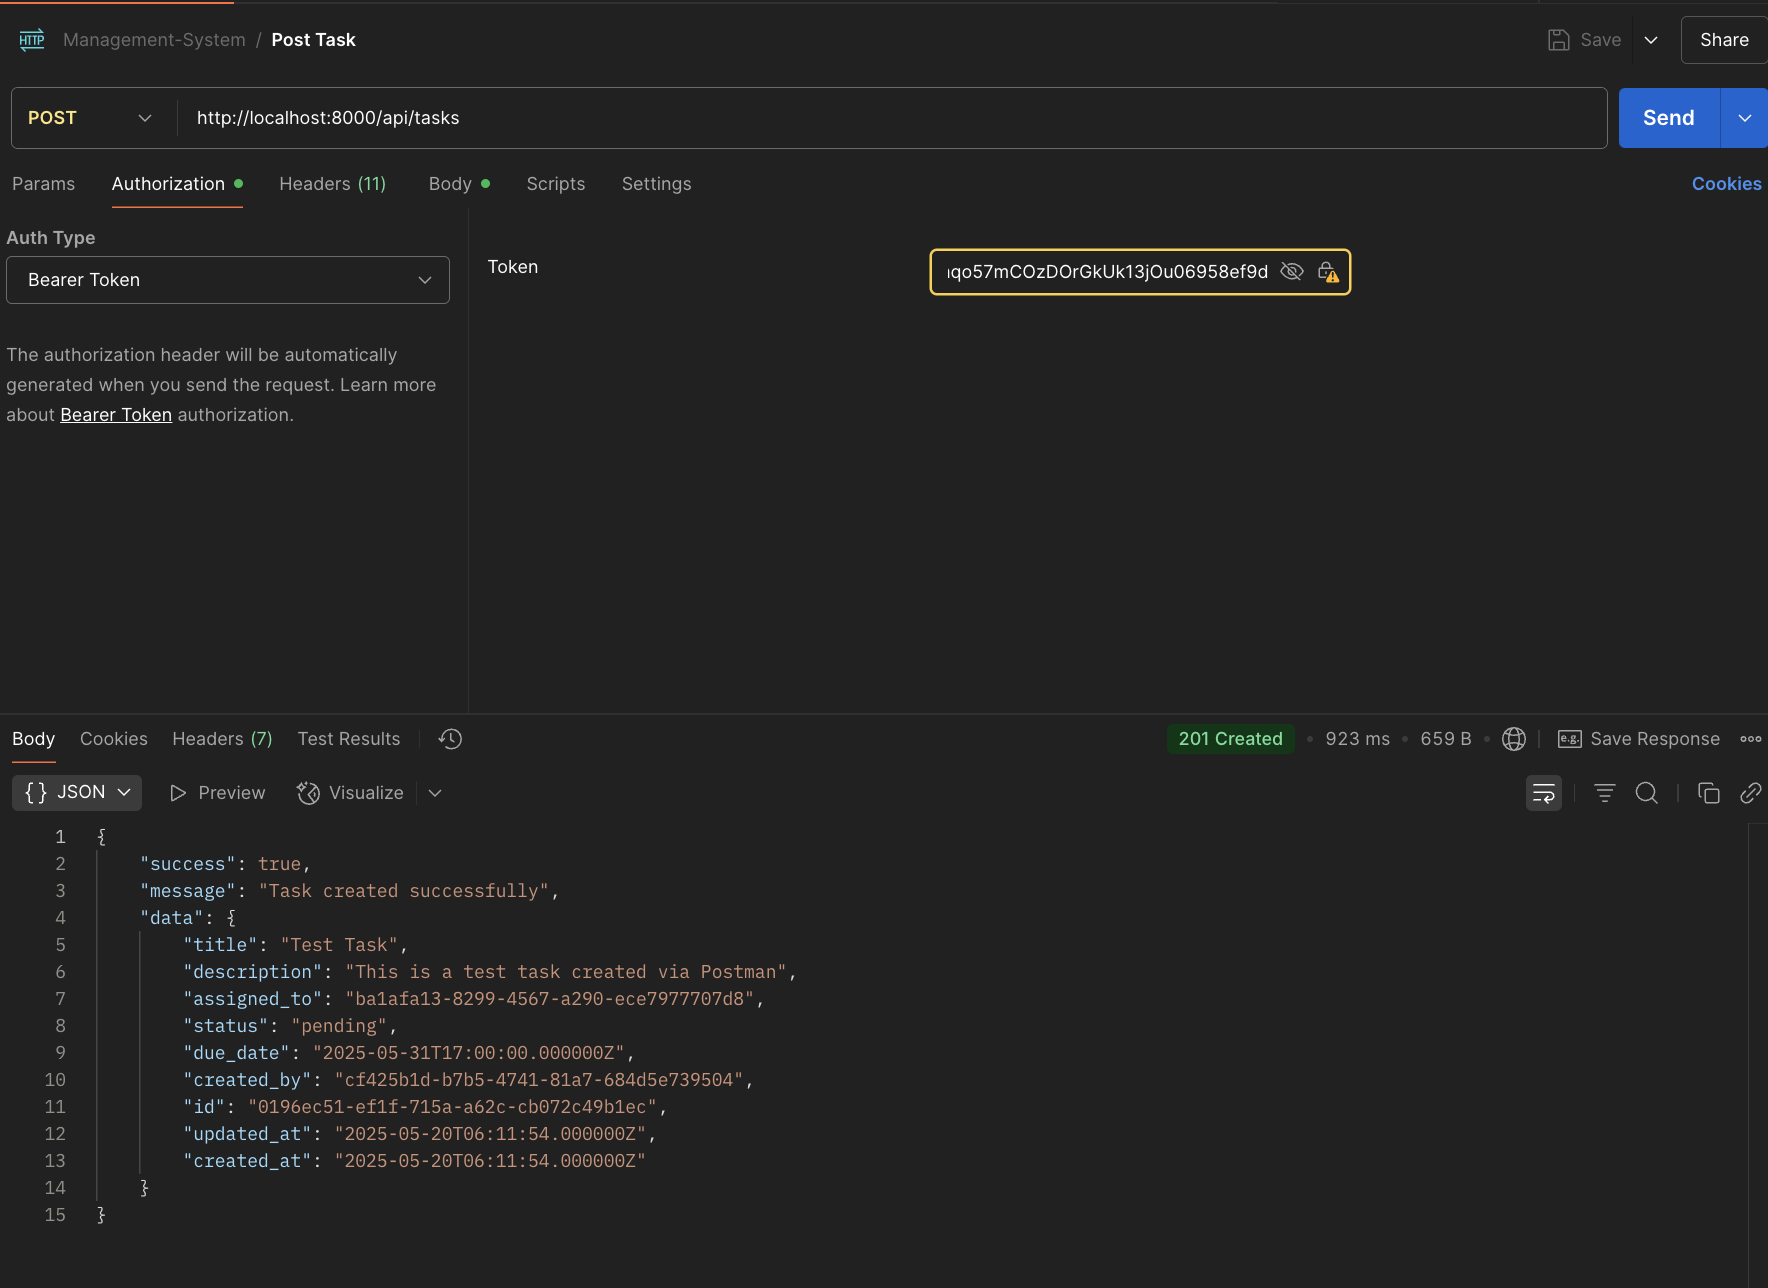 HTTP Management-System / Post Task Save Share
POST http://localhost:8000/api/tasks Send
Params Authorization Headers (11) Body Scripts Settings Cookies
Auth Type
Bearer Token
Token
qo57mCOzDOrGkUk13jOu06958ef9d
The authorization header will be automatically
generated when you send the request. Learn more
about Bearer Token authorization.
Body Cookies Headers (7) Test Results 201 Created • 923 ms • 659 B • e.g. Save Response
{} JSON Preview Visualize
1 {
2 "success": true,
3 "message": "Task created successfully",
4 "data": {
5 "title": "Test Task",
6 "description": "This is a test task created via Postman",
7 "assigned_to": "ba1afa13-8299-4567-a290-ece7977707d8",
8 "status": "pending",
9 "due_date": "2025-05-31T17:00:00.000000Z",
10 "created_by": "cf425b1d-b7b5-4741-81a7-684d5e739504",
11 "id": "0196ec51-ef1f-715a-a62c-cb072c49b1ec",
12 "updated_at": "2025-05-20T06:11:54.000000Z",
13 "created_at": "2025-05-20T06:11:54.000000Z"
14 }
15 }